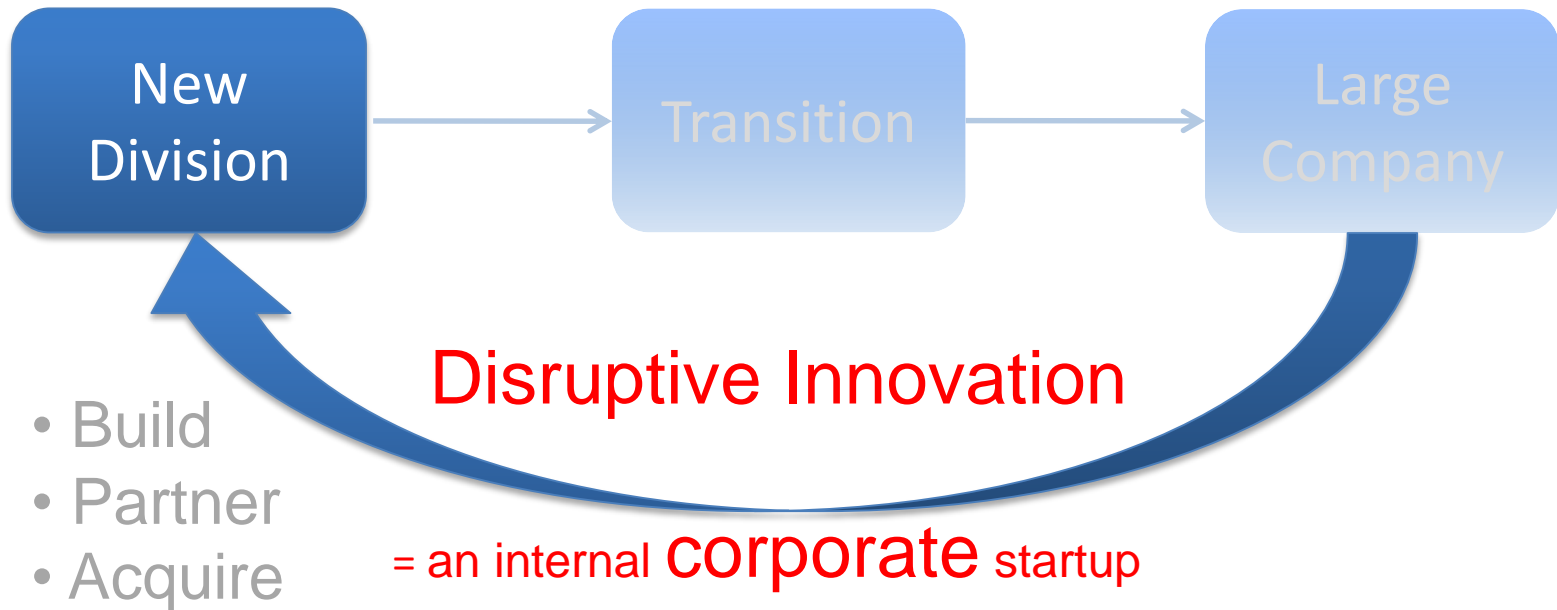 New
Division
Transition
Large
Company
Disruptive Innovation
• Build
• Partner
• Acquire
= an internal corporate startup